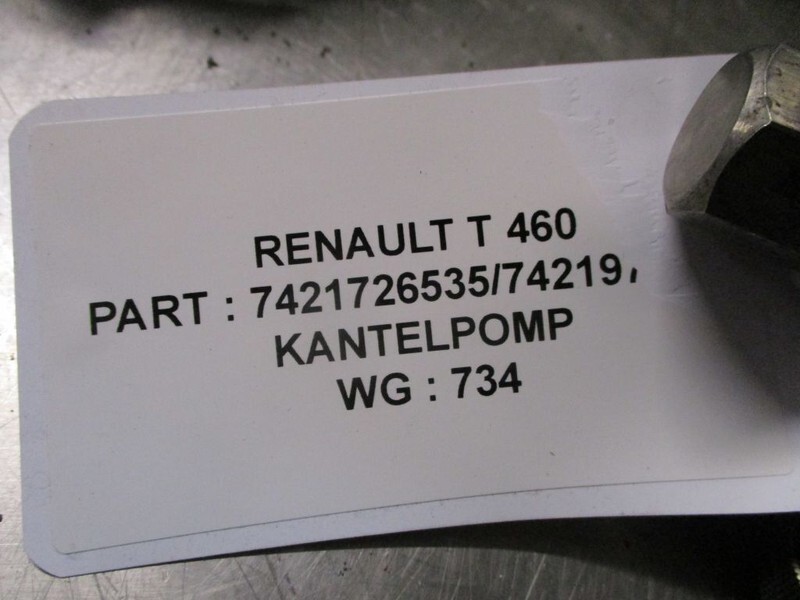 RENAULT T 460
PART : 7421726535/74219
KANTELPOMP
WG : 734